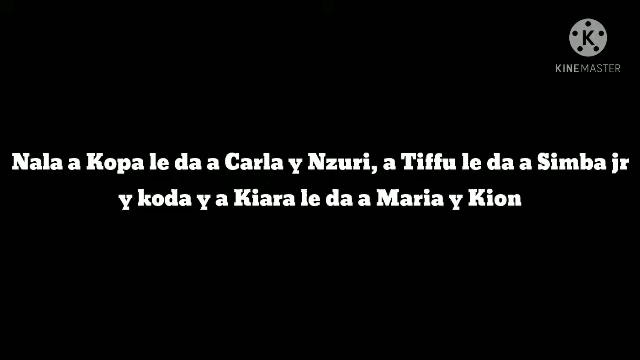 KINEMASTER
Nala a Kopa le da a Carla y Nzuri, a Tiffu le da a Simba jr
y koda y a Kiara le da a Maria y Kion